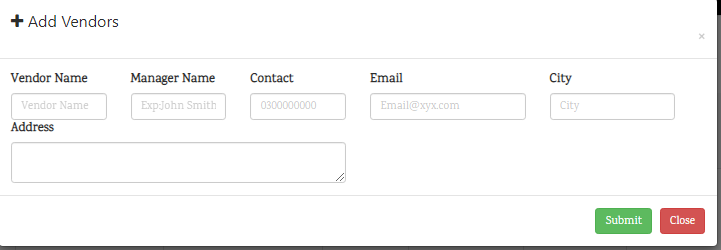 + Add Vendors
×
Vendor Name Manager Name Contact Email City
Vendor Name Exp:John Smith 0300000000 Email@xyx.com City
Address
Submit Close